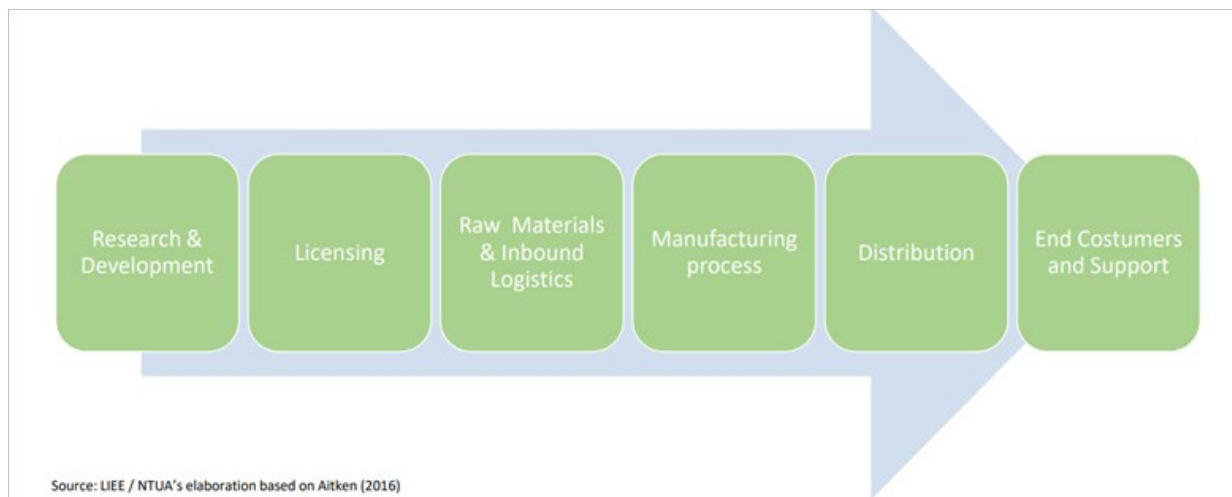 Research &
Development
Licensing
Raw Materials
& Inbound
Logistics
Manufacturing
process
Distribution
End Costumers
and Support
Source: LIEE / NTUA's elaboration based on Aitken (2016)